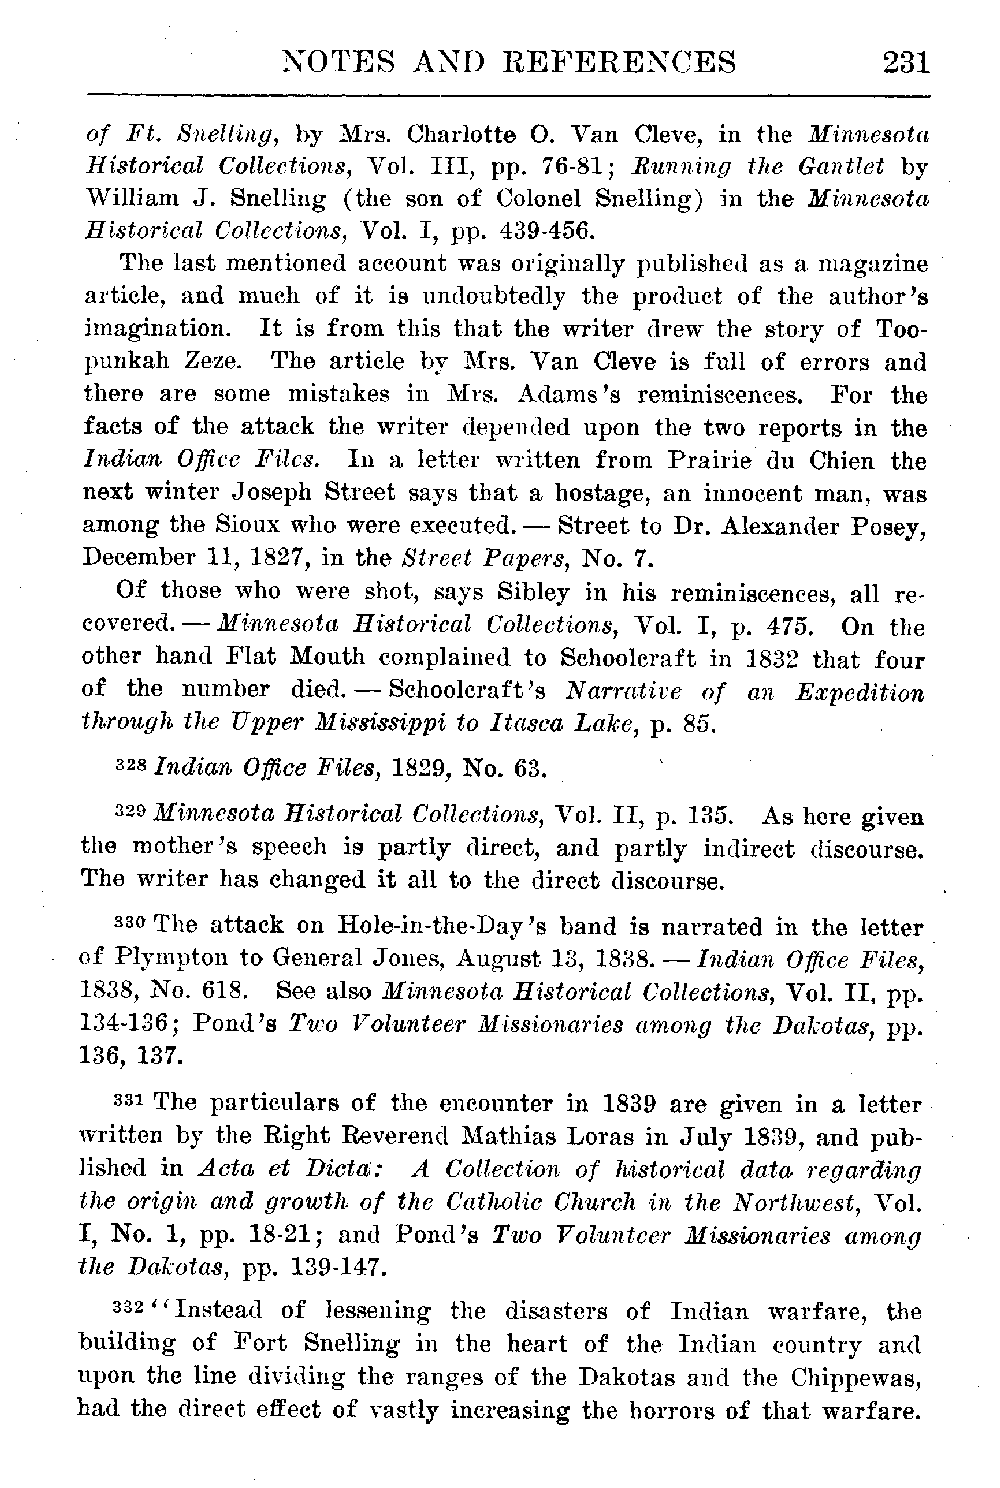 NOTES AND REFERENCES 231
of Ft. Snelling, by Mrs. Charlotte O. Van Cleve, in the Minnesota
Historical Collections, Vol. III, pp. 76-81; Running the Gantlet by
William J. Snelling (the son of Colonel Snelling) in the Minnesota
Historical Collections, Vol. I, pp. 439-456.
The last mentioned account was originally published as a magazine
article, and much of it is undoubtedly the product of the author's
imagination. It is from this that the writer drew the story of Too-
punkah Zeze. The article by Mrs. Van Cleve is full of errors and
there are some mistakes in Mrs. Adams's reminiscences. For the
facts of the attack the writer depended upon the two reports in the
Indian Office Files. In a letter written from Prairie du Chien the
next winter Joseph Street says that a hostage, an innocent man, was
among the Sioux who were executed. — Street to Dr. Alexander Posey,
December 11, 1827, in the Street Papers, No. 7.
Of those who were shot, says Sibley in his reminiscences, all re-
covered. — Minnesota Historical Collections, Vol. I, p. 475. On the
other hand Flat Mouth complained to Schoolcraft in 1832 that four
of the number died. — Schoolcraft's Narrative of an Expedition
through the Upper Mississippi to Itasca Lake, p. 85.
328 Indian Office Files, 1829, No. 63.
329 Minnesota Historical Collections, Vol. II, p. 135. As here given
the mother's speech is partly direct, and partly indirect discourse.
The writer has changed it all to the direct discourse.
330 The attack on Hole-in-the-Day's band is narrated in the letter
of Plympton to General Jones, August 13, 1838. — Indian Office Files,
1838, No. 618. See also Minnesota Historical Collections, Vol. II, pp.
134-136; Pond's Two Volunteer Missionaries among the Dakotas, pp.
136, 137.
331 The particulars of the encounter in 1839 are given in a letter
written by the Right Reverend Mathias Loras in July 1839, and pub-
lished in Acta et Dicta: A Collection of historical data regarding
the origin and growth of the Catholic Church in the Northwest, Vol.
I, No. 1, pp. 18-21; and Pond's Two Volunteer Missionaries among
the Dakotas, pp. 139-147.
332 "Instead of lessening the disasters of Indian warfare, the
building of Fort Snelling in the heart of the Indian country and
upon the line dividing the ranges of the Dakotas and the Chippewas,
had the direct effect of vastly increasing the horrors of that warfare.